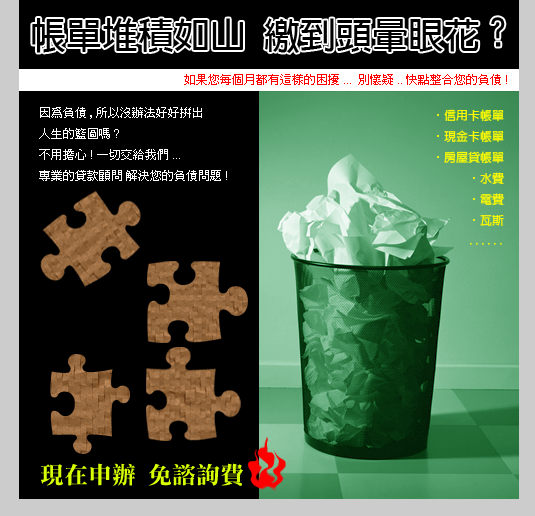 帳單堆積如山 繳到頭暈眼花?
如果您每個月都有這樣的困擾 ... 別懷疑 .. 快點整合您的負債 !
因為負債 , 所以沒辦法好好拼出
人生的藍圖嗎 ?
不用擔心 ! 一切交給我們 ...
專業的貸款顧問 解決您的負債問題 !
‧信用卡帳單
‧現金卡帳單
‧房屋貸帳單
‧水費
‧電費
‧瓦斯
......
現在申辦 免諮詢費